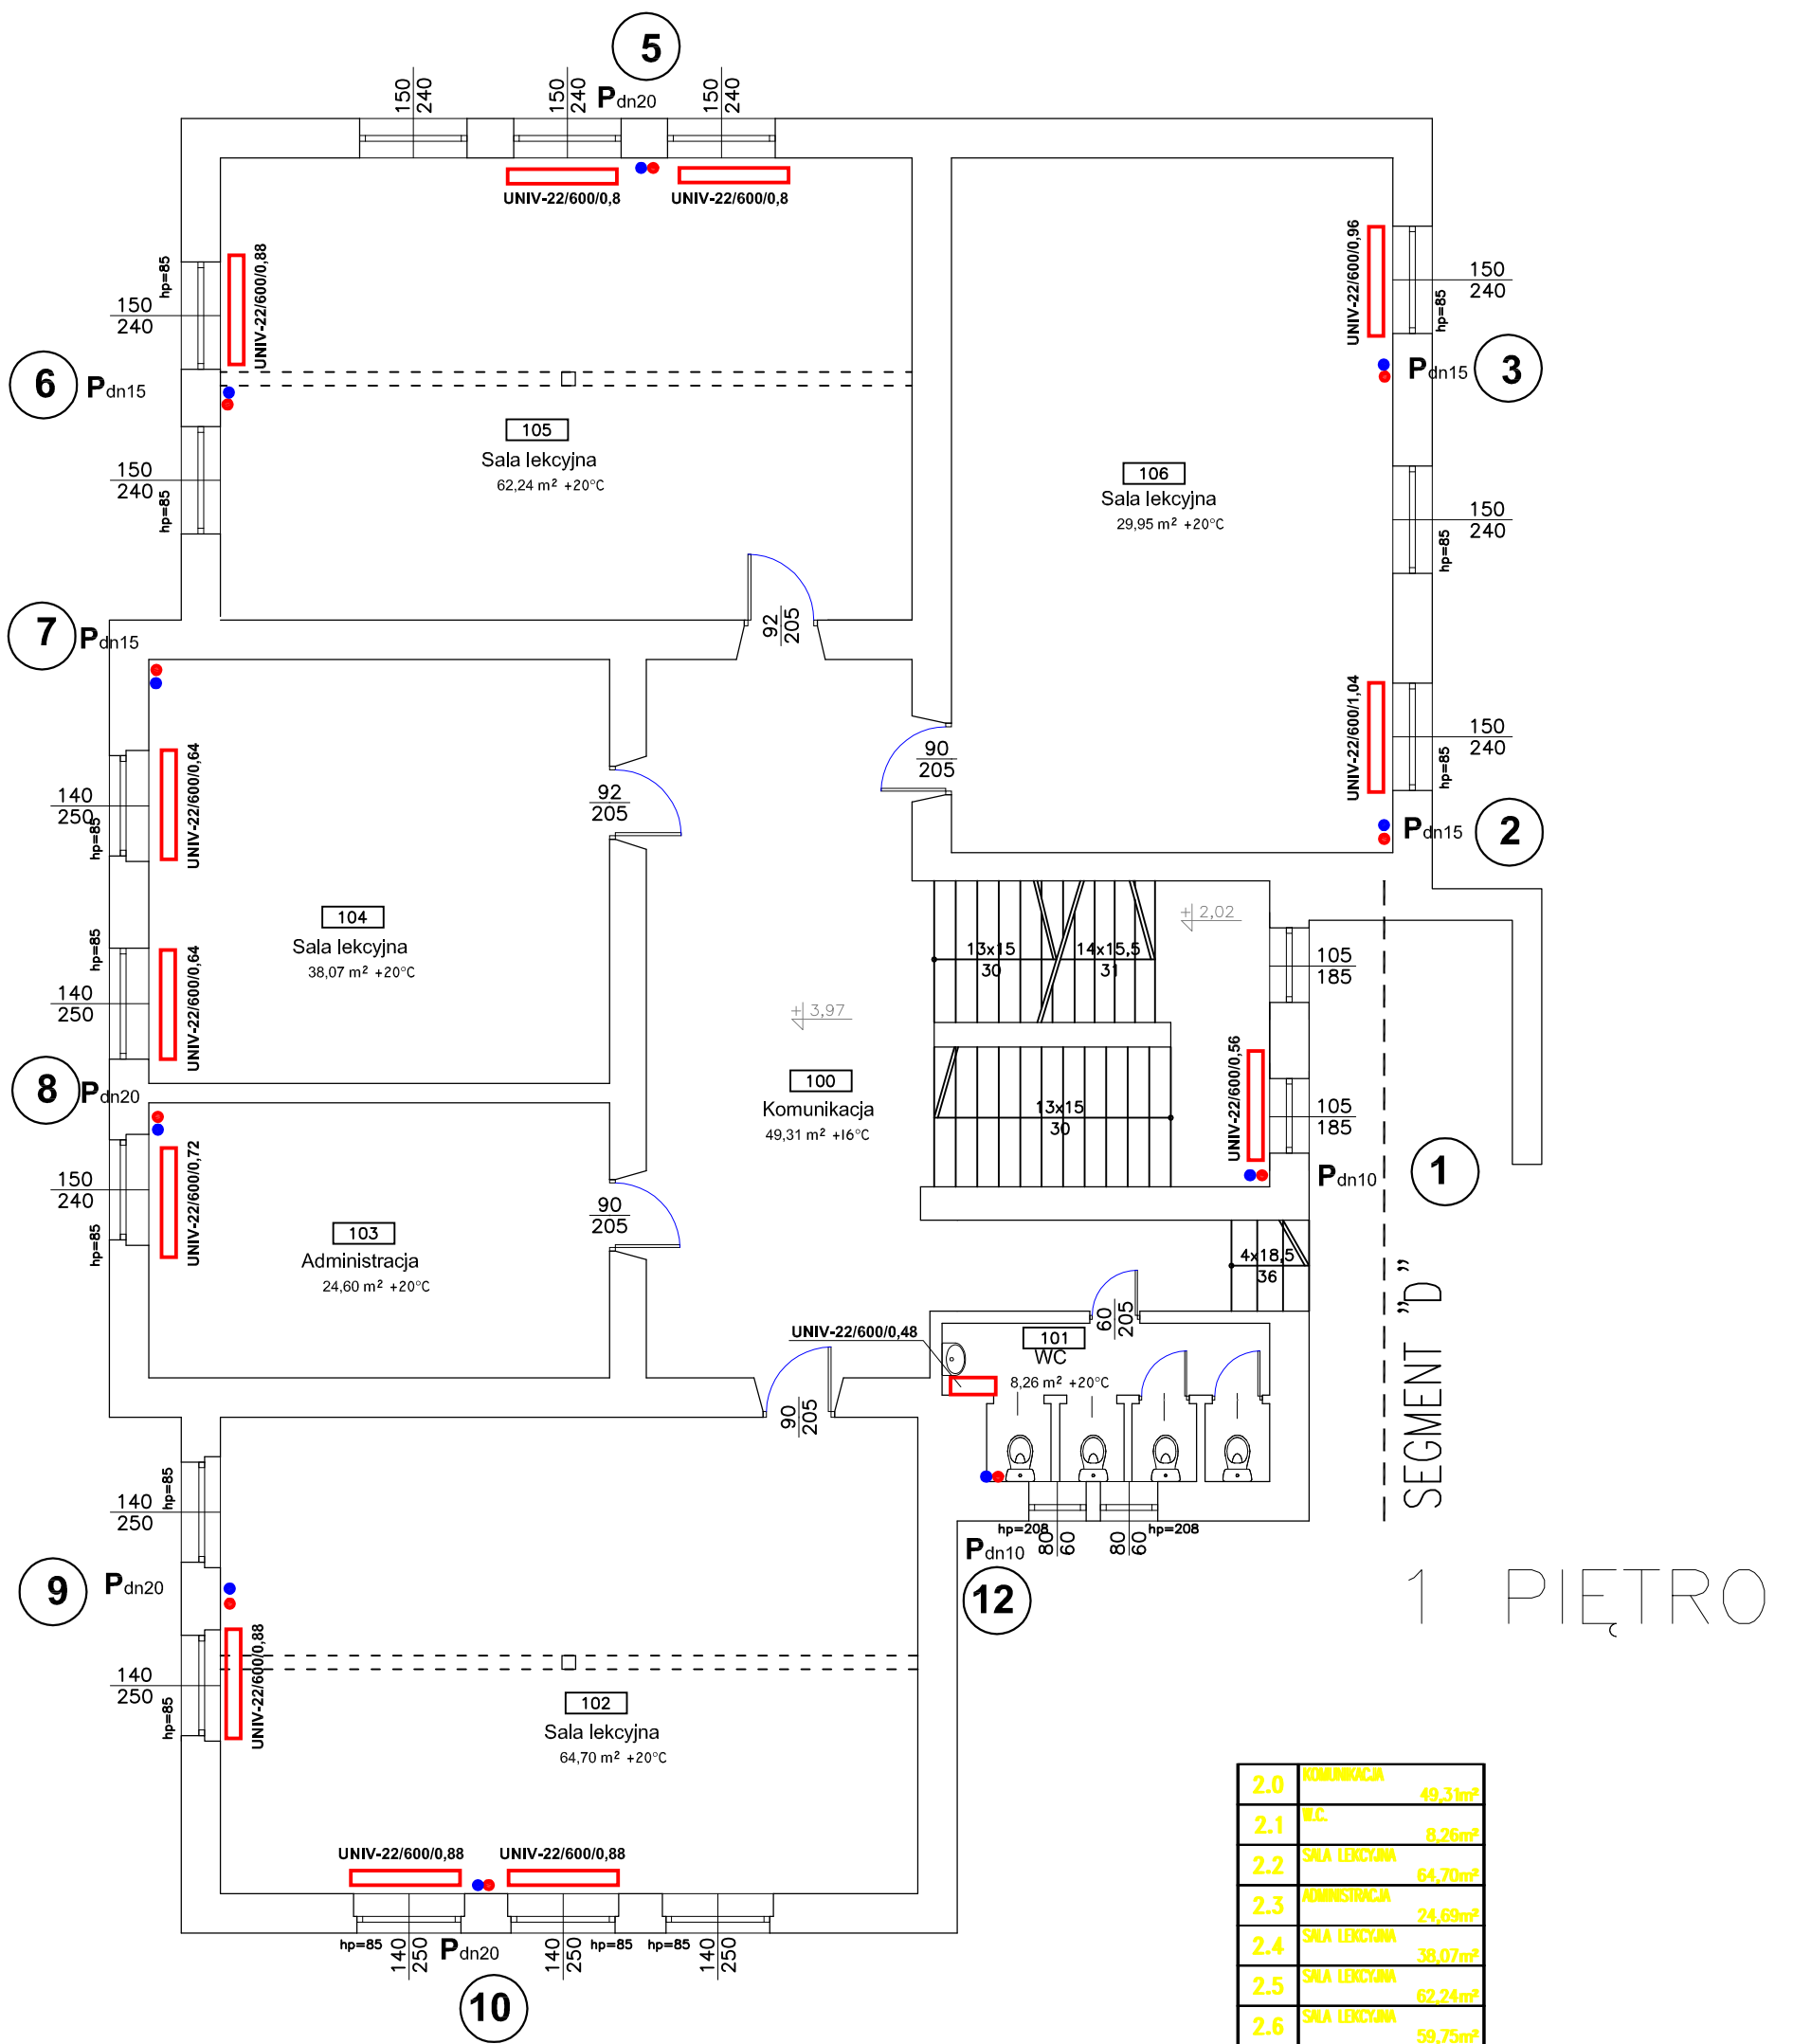 5
150
240
150
240
Pdn20
150
240
UNIV-22/600/0,8
UNIV-22/600/0,8
hp=85
UNIV-22/600/0,88
150
240
6
Pdn15
150
240
hp=85
105
Sala lekcyjna
62,24 m² +20°C
106
Sala lekcyjna
29,95 m² +20°C
UNIV-22/600/0,96
150
240
hp=85
Pdn15
3
150
240
hp=85
92
205
7
Pdn15
UNIV-22/600/1,04
150
240
hp=85
90
205
Pdn15
2
UNIV-22/600/0,64
140
250
hp=85
92
205
104
Sala lekcyjna
38,07 m² +20°C
hp=85
UNIV-22/600/0,64
140
250
+ 2,02
13x15
30
14x15,5
31
105
185
+ 3,97
8
Pdn20
100
Komunikacja
49,31 m² +16°C
13x15
30
UNIV-22/600/0,56
105
185
Pdn10
1
UNIV-22/600/0,72
150
240
hp=85
90
205
103
Administracja
24,60 m² +20°C
4x18,5
36
SEGMENT "D"
UNIV-22/600/0,48
101
WC
8,26 m² +20°C
60
205
90
205
hp=85
140
250
hp=208
80
60
80
60
hp=208
Pdn10
12
9
Pdn20
1 PIĘTRO
UNIV-22/600/0,88
140
250
hp=85
102
Sala lekcyjna
64,70 m² +20°C
UNIV-22/600/0,88
UNIV-22/600/0,88
hp=85
140
250
Pdn20
140
250
hp=85
hp=85
140
250
10
2.0 KOMUNIKACJA 49,31m²
2.1 W.C. 8,26m²
2.2 SALA LEKCYJNA 64,70m²
2.3 ADMINISTRACJA 24,69m²
2.4 SALA LEKCYJNA 38,07m²
2.5 SALA LEKCYJNA 62,24m²
2.6 SALA LEKCYJNA 59,75m²